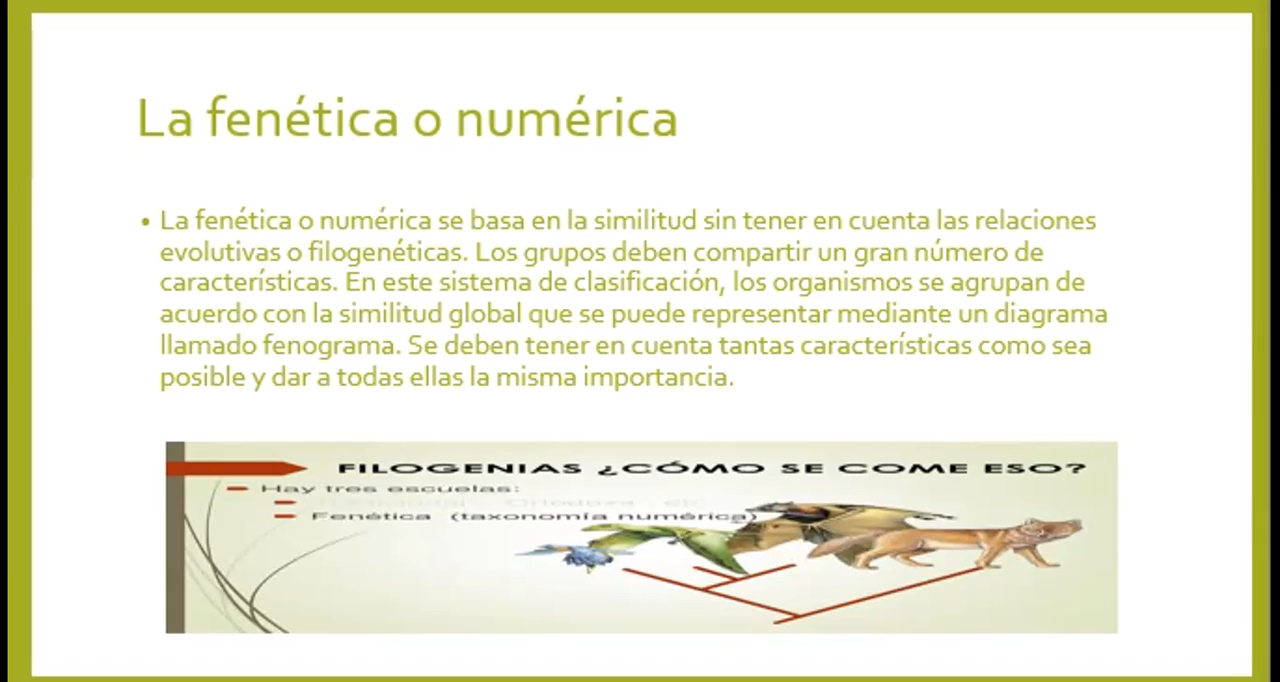 La fenética o numérica
• La fenética o numérica se basa en la similitud sin tener en cuenta las relaciones
evolutivas o filogenéticas. Los grupos deben compartir un gran número de
características. En este sistema de clasificación, los organismos se agrupan de
acuerdo con la similitud global que se puede representar mediante un diagrama
llamado fenograma. Se deben tener en cuenta tantas características como sea
posible y dar a todas ellas la misma importancia.
FILOGENIAS ¿CÓMO SE COME ESO?
Hay tres escuelas:
Ortodoxa
Fenética (taxonomía numérica)